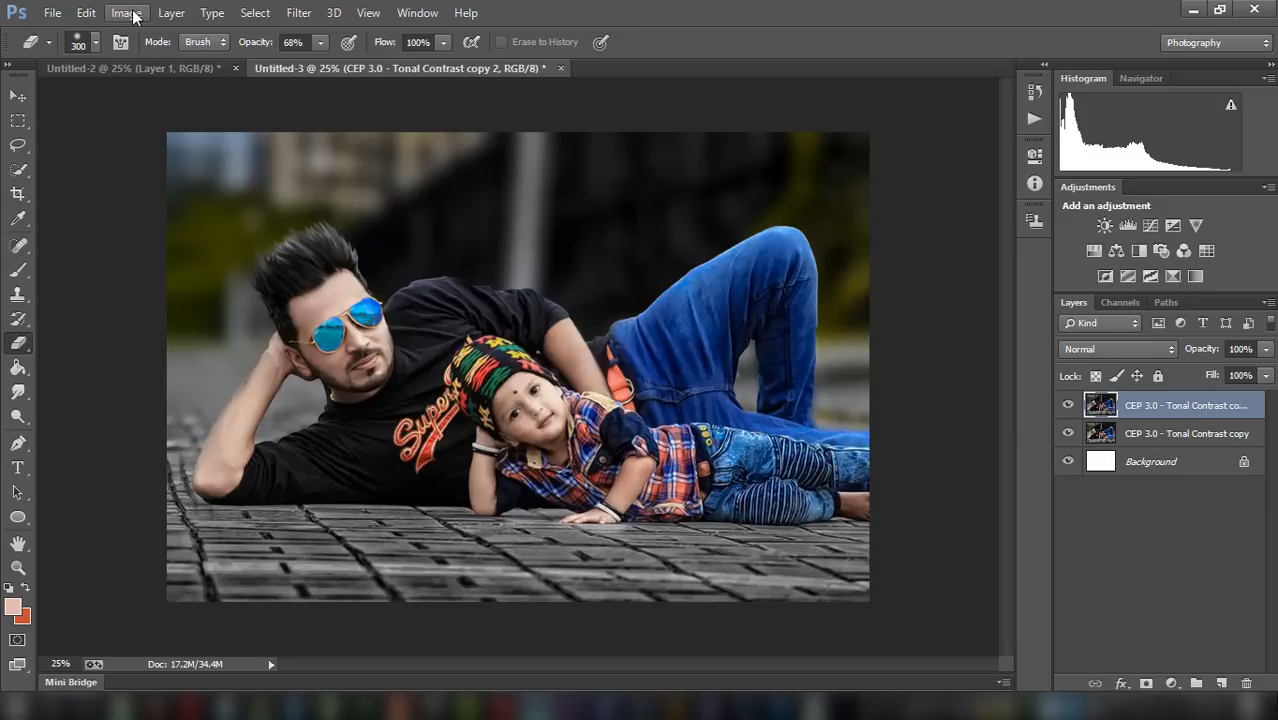 Ps File Edit Image Layer Type Select Filter 3D View Window Help
300 Mode: Brush Opacity: 68% Flow: 100% Erase to History Photography
Untitled-2 @ 25% (Layer 1, RGB/8) * × Untitled-3 @ 25% (CEP 3.0 - Tonal Contrast copy 2, RGB/8) * ×
Histogram Navigator
Adjustments
Add an adjustment
Layers Channels Paths
Kind
Normal Opacity: 100%
Lock: Fill: 100%
CEP 3.0 - Tonal Contrast co...
CEP 3.0 - Tonal Contrast copy
Background
Super
25% Doc: 17.2M/34.4M
Mini Bridge